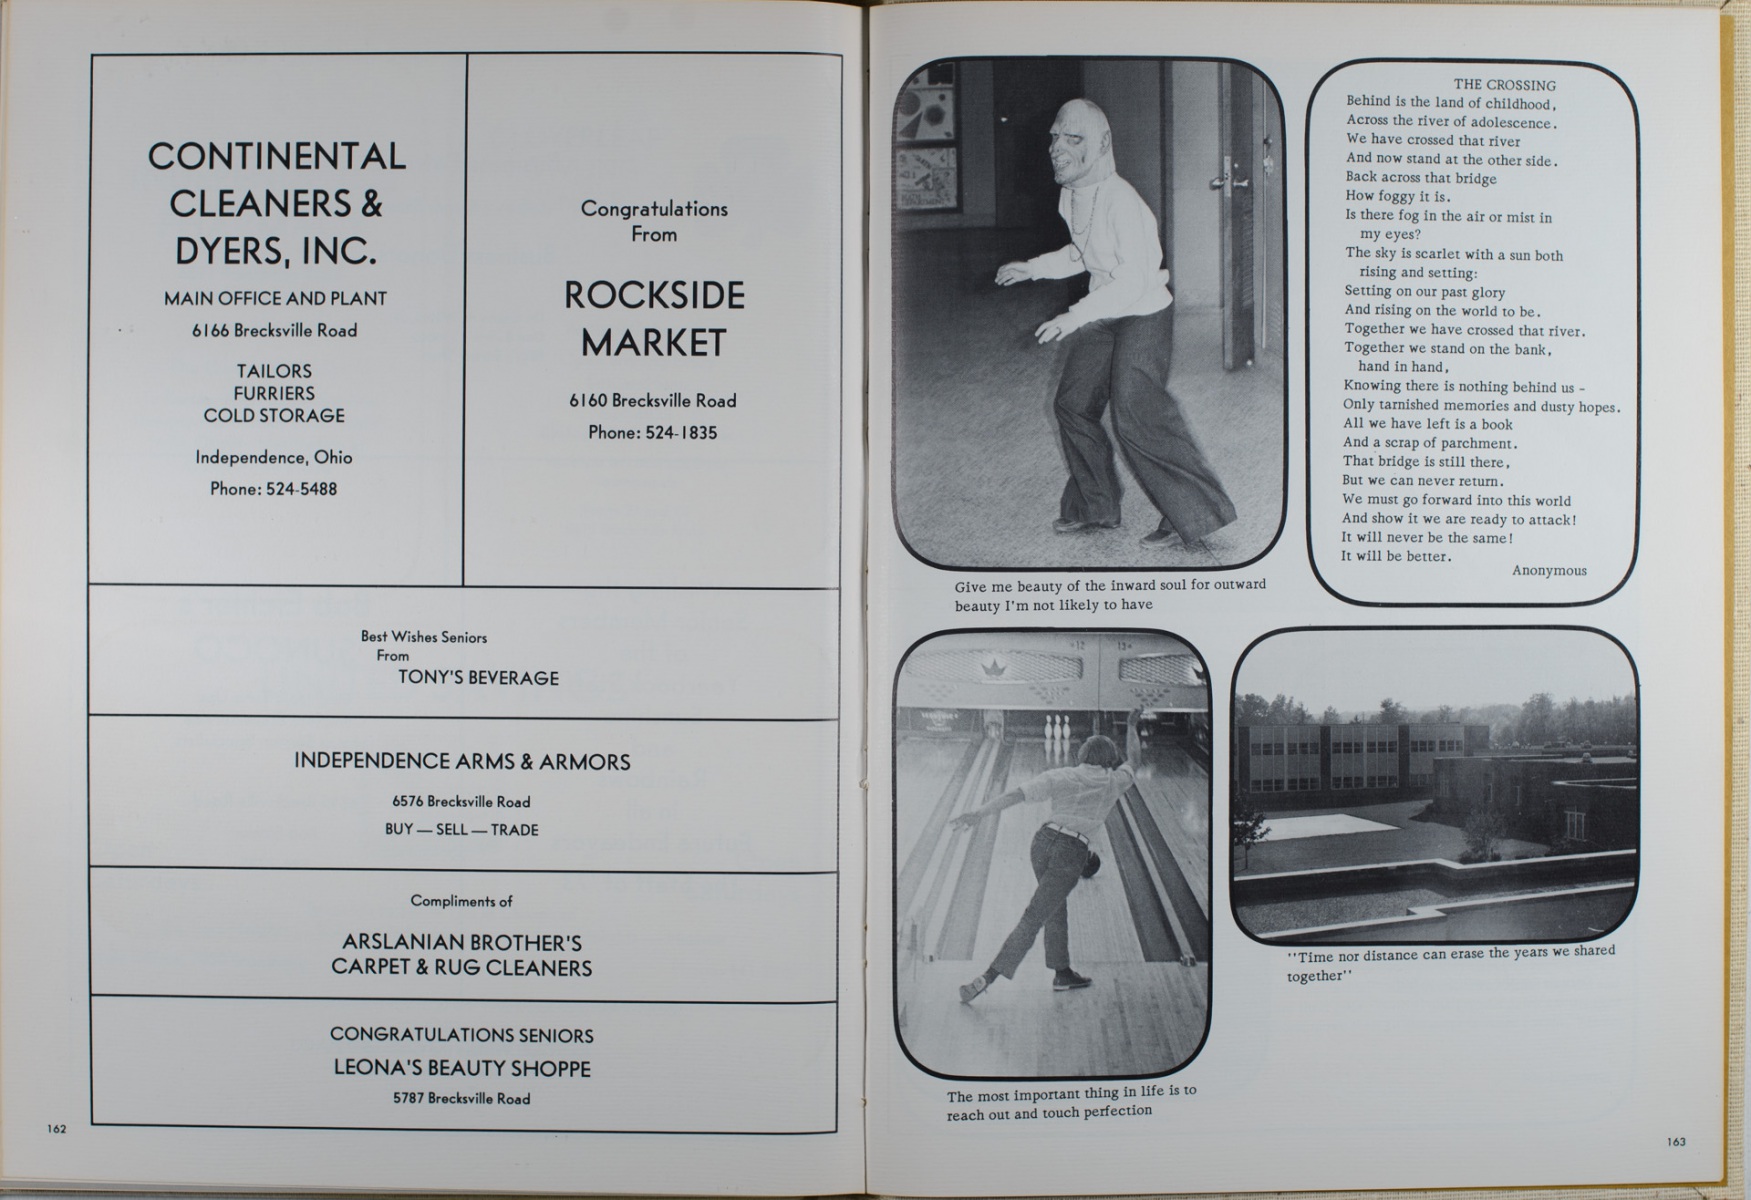 CONTINENTAL
CLEANERS &
DYERS, INC.
MAIN OFFICE AND PLANT
6166 Brecksville Road
TAILORS
FURRIERS
COLD STORAGE
Independence, Ohio
Phone: 524-5488
Congratulations
From
ROCKSIDE
MARKET
6160 Brecksville Road
Phone: 524-1835
Best Wishes Seniors
From
TONY'S BEVERAGE
INDEPENDENCE ARMS & ARMORS
6576 Brecksville Road
BUY — SELL — TRADE
Compliments of
ARSLANIAN BROTHER'S
CARPET & RUG CLEANERS
CONGRATULATIONS SENIORS
LEONA'S BEAUTY SHOPPE
5787 Brecksville Road
162
Give me beauty of the inward soul for outward
beauty I'm not likely to have
THE CROSSING
Behind is the land of childhood,
Across the river of adolescence.
We have crossed that river
And now stand at the other side.
Back across that bridge
How foggy it is.
Is there fog in the air or mist in
my eyes?
The sky is scarlet with a sun both
rising and setting:
Setting on our past glory
And rising on the world to be.
Together we have crossed that river.
Together we stand on the bank,
hand in hand,
Knowing there is nothing behind us -
Only tarnished memories and dusty hopes.
All we have left is a book
And a scrap of parchment.
That bridge is still there,
But we can never return.
We must go forward into this world
And show it we are ready to attack!
It will never be the same!
It will be better.
Anonymous
12 13
The most important thing in life is to
reach out and touch perfection
''Time nor distance can erase the years we shared
together''
163